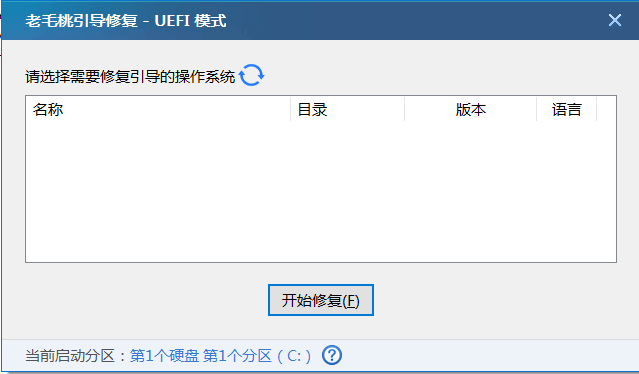 老毛桃引导修复 - UEFI 模式
请选择需要修复引导的操作系统
名称 目录 版本 语言
开始修复(F)
当前启动分区：第1个硬盘 第1个分区（C:） ?